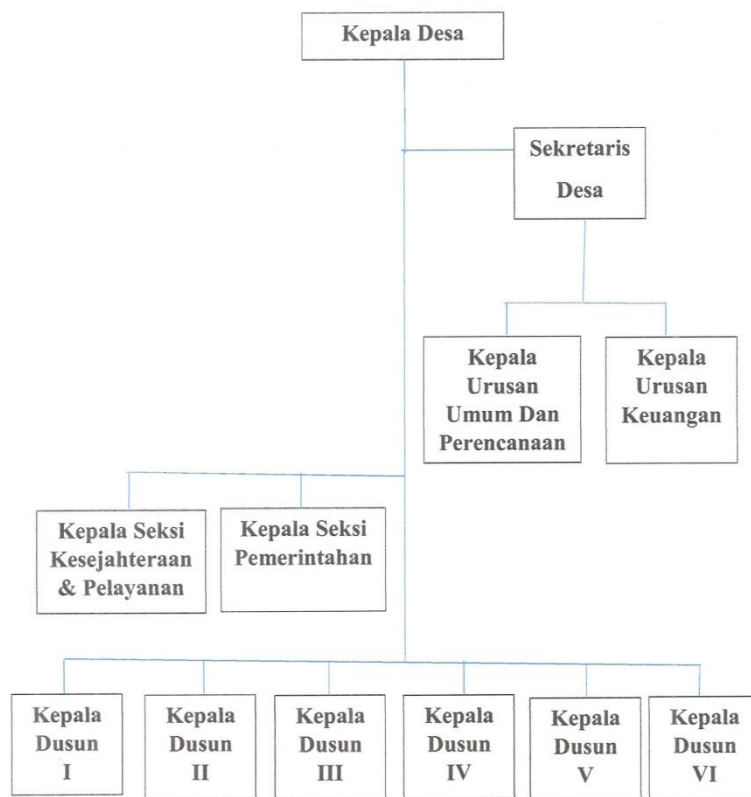 Kepala Desa
Sekretaris
Desa
Kepala
Urusan
Umum Dan
Perencanaan
Kepala
Urusan
Keuangan
Kepala Seksi
Kesejahteraan
& Pelayanan
Kepala Seksi
Pemerintahan
Kepala
Dusun
I
Kepala
Dusun
II
Kepala
Dusun
III
Kepala
Dusun
IV
Kepala
Dusun
V
Kepala
Dusun
VI